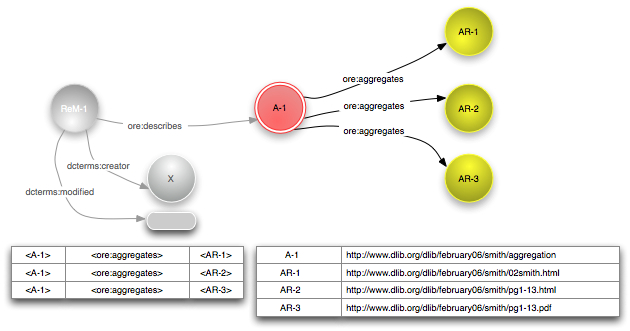 AR-1
ore:aggregates
ReM-1
A-1
ore:aggregates
AR-2
ore:describes
ore:aggregates
dcterms:creator
X
AR-3
dcterms:modified
<A-1> <ore:aggregates> <AR-1>
<A-1> <ore:aggregates> <AR-2>
<A-1> <ore:aggregates> <AR-3>
A-1 http://www.dlib.org/dlib/february06/smith/aggregation
AR-1 http://www.dlib.org/dlib/february06/smith/02smith.html
AR-2 http://www.dlib.org/dlib/february06/smith/pg1-13.html
AR-3 http://www.dlib.org/dlib/february06/smith/pg1-13.pdf